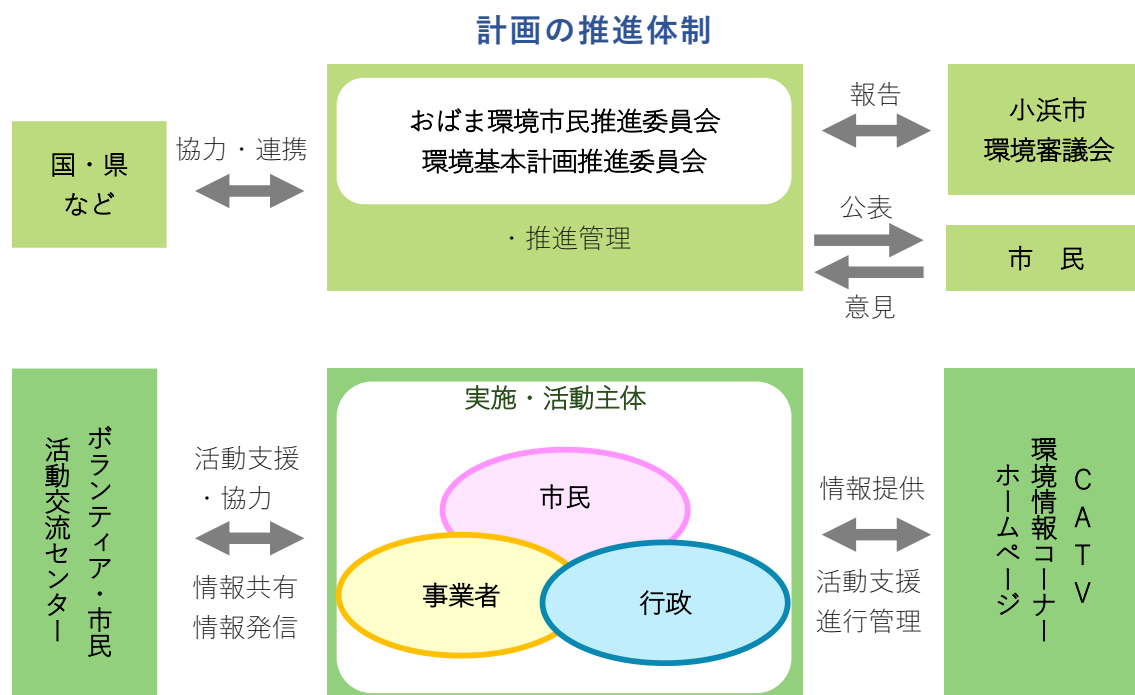 計画の推進体制
国・県
など
協力・連携
おばま環境市民推進委員会
環境基本計画推進委員会
・推進管理
報告
小浜市
環境審議会
公表
意見
市　民
ボランティア・市民
活動交流センター
活動支援
・協力
情報共有
情報発信
実施・活動主体
市民
事業者
行政
情報提供
活動支援
進行管理
ＣＡＴＶ
環境情報コーナー
ホームページ